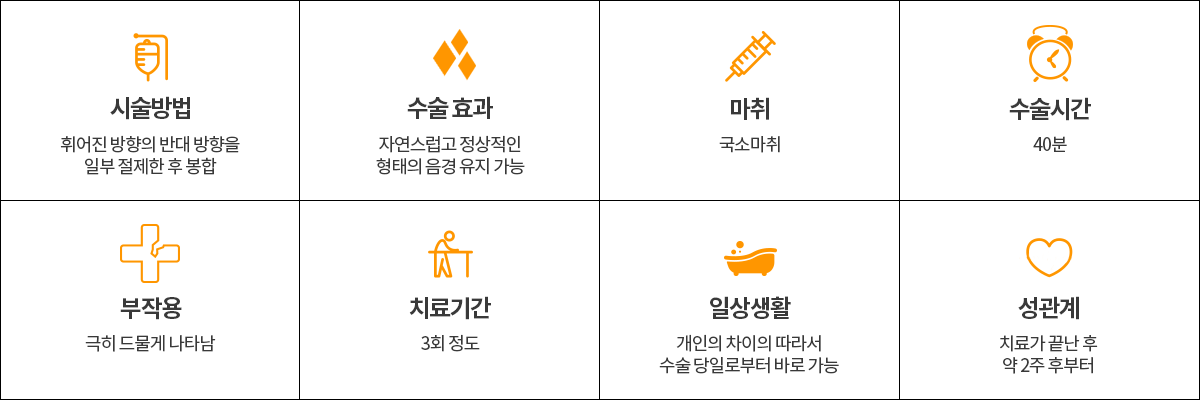 시술방법
휘어진 방향의 반대 방향을
일부 절제한 후 봉합
수술 효과
자연스럽고 정상적인
형태의 음경 유지 가능
마취
국소마취
수술시간
40분
부작용
극히 드물게 나타남
치료기간
3회 정도
일상생활
개인의 차이의 따라서
수술 당일로부터 바로 가능
성관계
치료가 끝난 후
약 2주 후부터